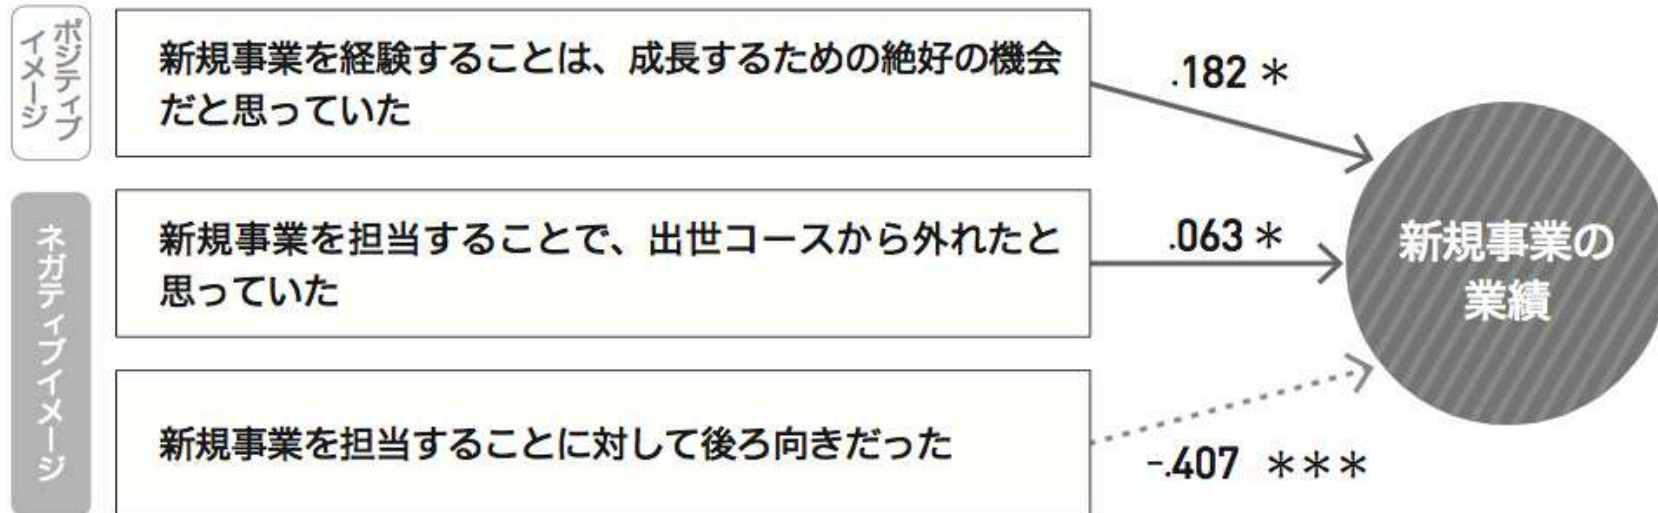 ポジティブ
イメージ
新規事業を経験することは、成長するための絶好の機会
だと思っていた
.182 *
ネガティブイメージ
新規事業を担当することで、出世コースから外れたと
思っていた
.063 *
新規事業を担当することに対して後ろ向きだった
-.407 ***
新規事業の
業績